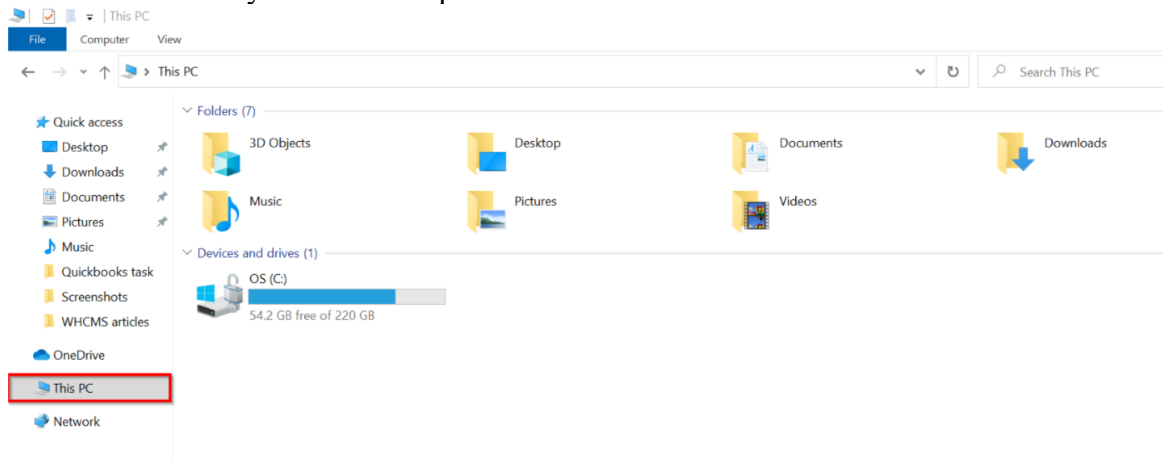 This PC
File Computer View
This PC Search This PC
Folders (7)
3D Objects Desktop Documents Downloads
Music Pictures Videos
Devices and drives (1)
OS (C:)
54.2 GB free of 220 GB
Quick access
Desktop
Downloads
Documents
Pictures
Music
Quickbooks task
Screenshots
WHCMS articles
OneDrive
This PC
Network